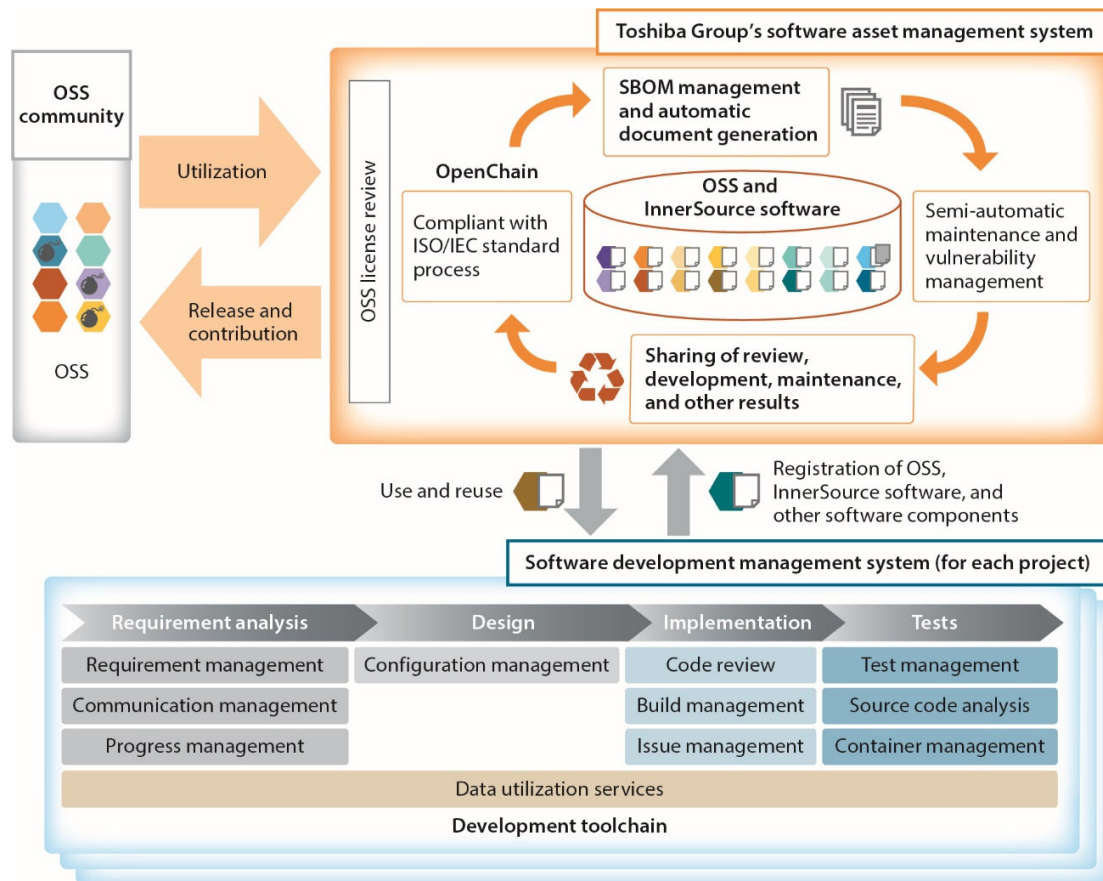 Toshiba Group's software asset management system
OSS
community
OSS
Utilization
Release and
contribution
OSS license review
SBOM management
and automatic
document generation
OpenChain
Compliant with
ISO/IEC standard
process
OSS and
InnerSource software
Semi-automatic
maintenance and
vulnerability
management
Sharing of review,
development, maintenance,
and other results
Use and reuse
Registration of OSS,
InnerSource software, and
other software components
Software development management system (for each project)
Requirement analysis
Design
Implementation
Tests
Requirement management
Configuration management
Code review
Test management
Communication management
Build management
Source code analysis
Progress management
Issue management
Container management
Data utilization services
Development toolchain